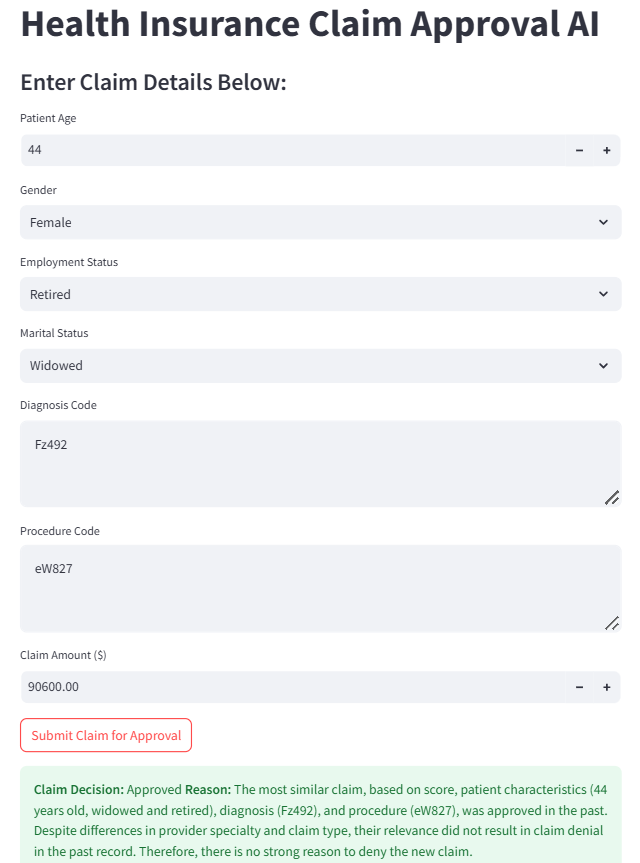 Health Insurance Claim Approval AI
Enter Claim Details Below:
Patient Age
44
− +
Gender
Female
Employment Status
Retired
Marital Status
Widowed
Diagnosis Code
Fz492
Procedure Code
eW827
Claim Amount ($)
90600.00
− +
Submit Claim for Approval
Claim Decision: Approved Reason: The most similar claim, based on score, patient characteristics (44
years old, widowed and retired), diagnosis (Fz492), and procedure (eW827), was approved in the past.
Despite differences in provider specialty and claim type, their relevance did not result in claim denial
in the past record. Therefore, there is no strong reason to deny the new claim.